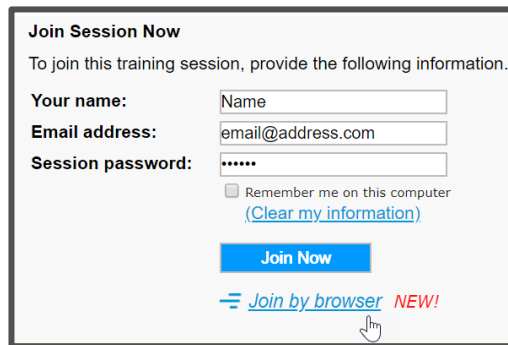 Join Session Now
To join this training session, provide the following information.
Your name: Name
Email address: email@address.com
Session password: ••••••
Remember me on this computer
(Clear my information)
Join Now
Join by browser NEW!